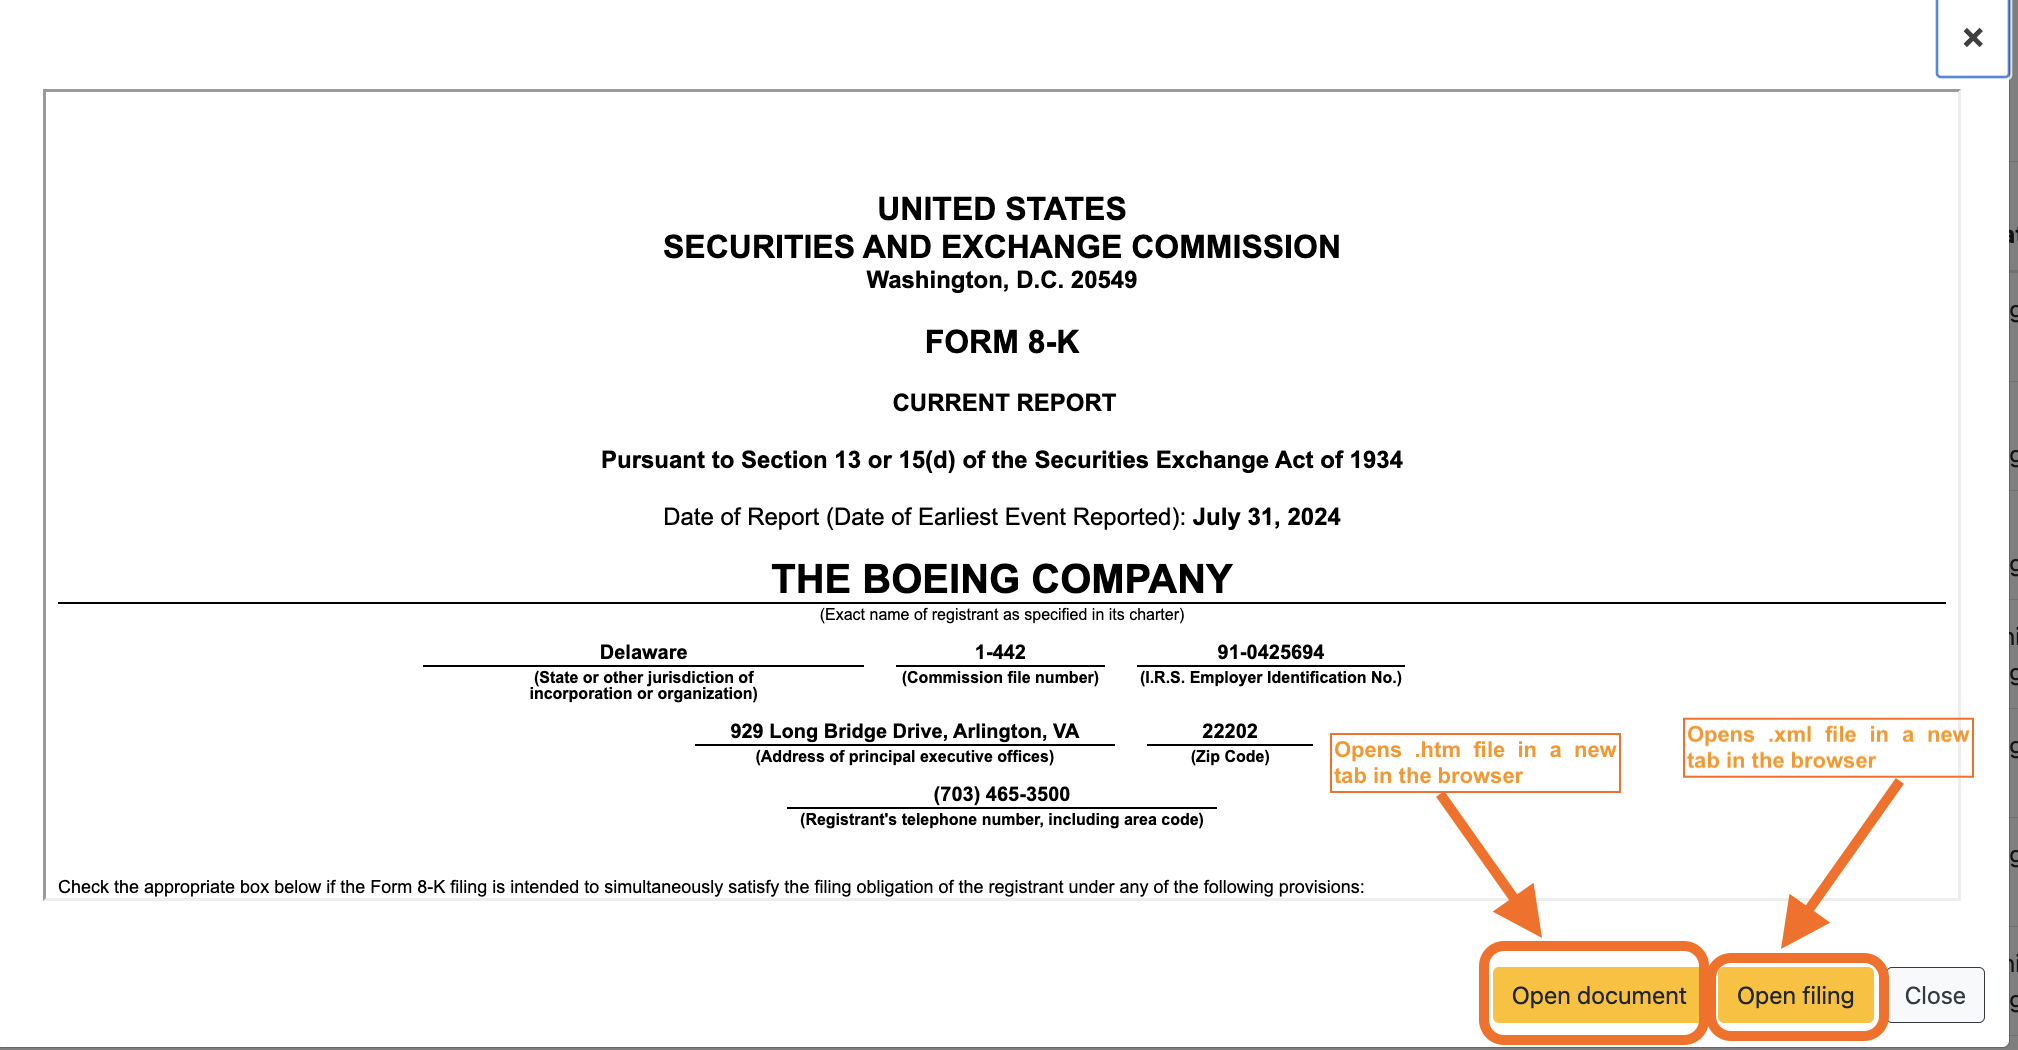 ×
UNITED STATES
SECURITIES AND EXCHANGE COMMISSION
Washington, D.C. 20549
FORM 8-K
CURRENT REPORT
Pursuant to Section 13 or 15(d) of the Securities Exchange Act of 1934
Date of Report (Date of Earliest Event Reported): July 31, 2024
THE BOEING COMPANY
(Exact name of registrant as specified in its charter)
Delaware 1-442 91-0425694
(State or other jurisdiction of (Commission file number) (I.R.S. Employer Identification No.)
incorporation or organization)
929 Long Bridge Drive, Arlington, VA 22202
(Address of principal executive offices) (Zip Code)
(703) 465-3500
(Registrant's telephone number, including area code)
Opens .htm file in a new
tab in the browser
Opens .xml file in a new
tab in the browser
Check the appropriate box below if the Form 8-K filing is intended to simultaneously satisfy the filing obligation of the registrant under any of the following provisions:
Open document Open filing Close